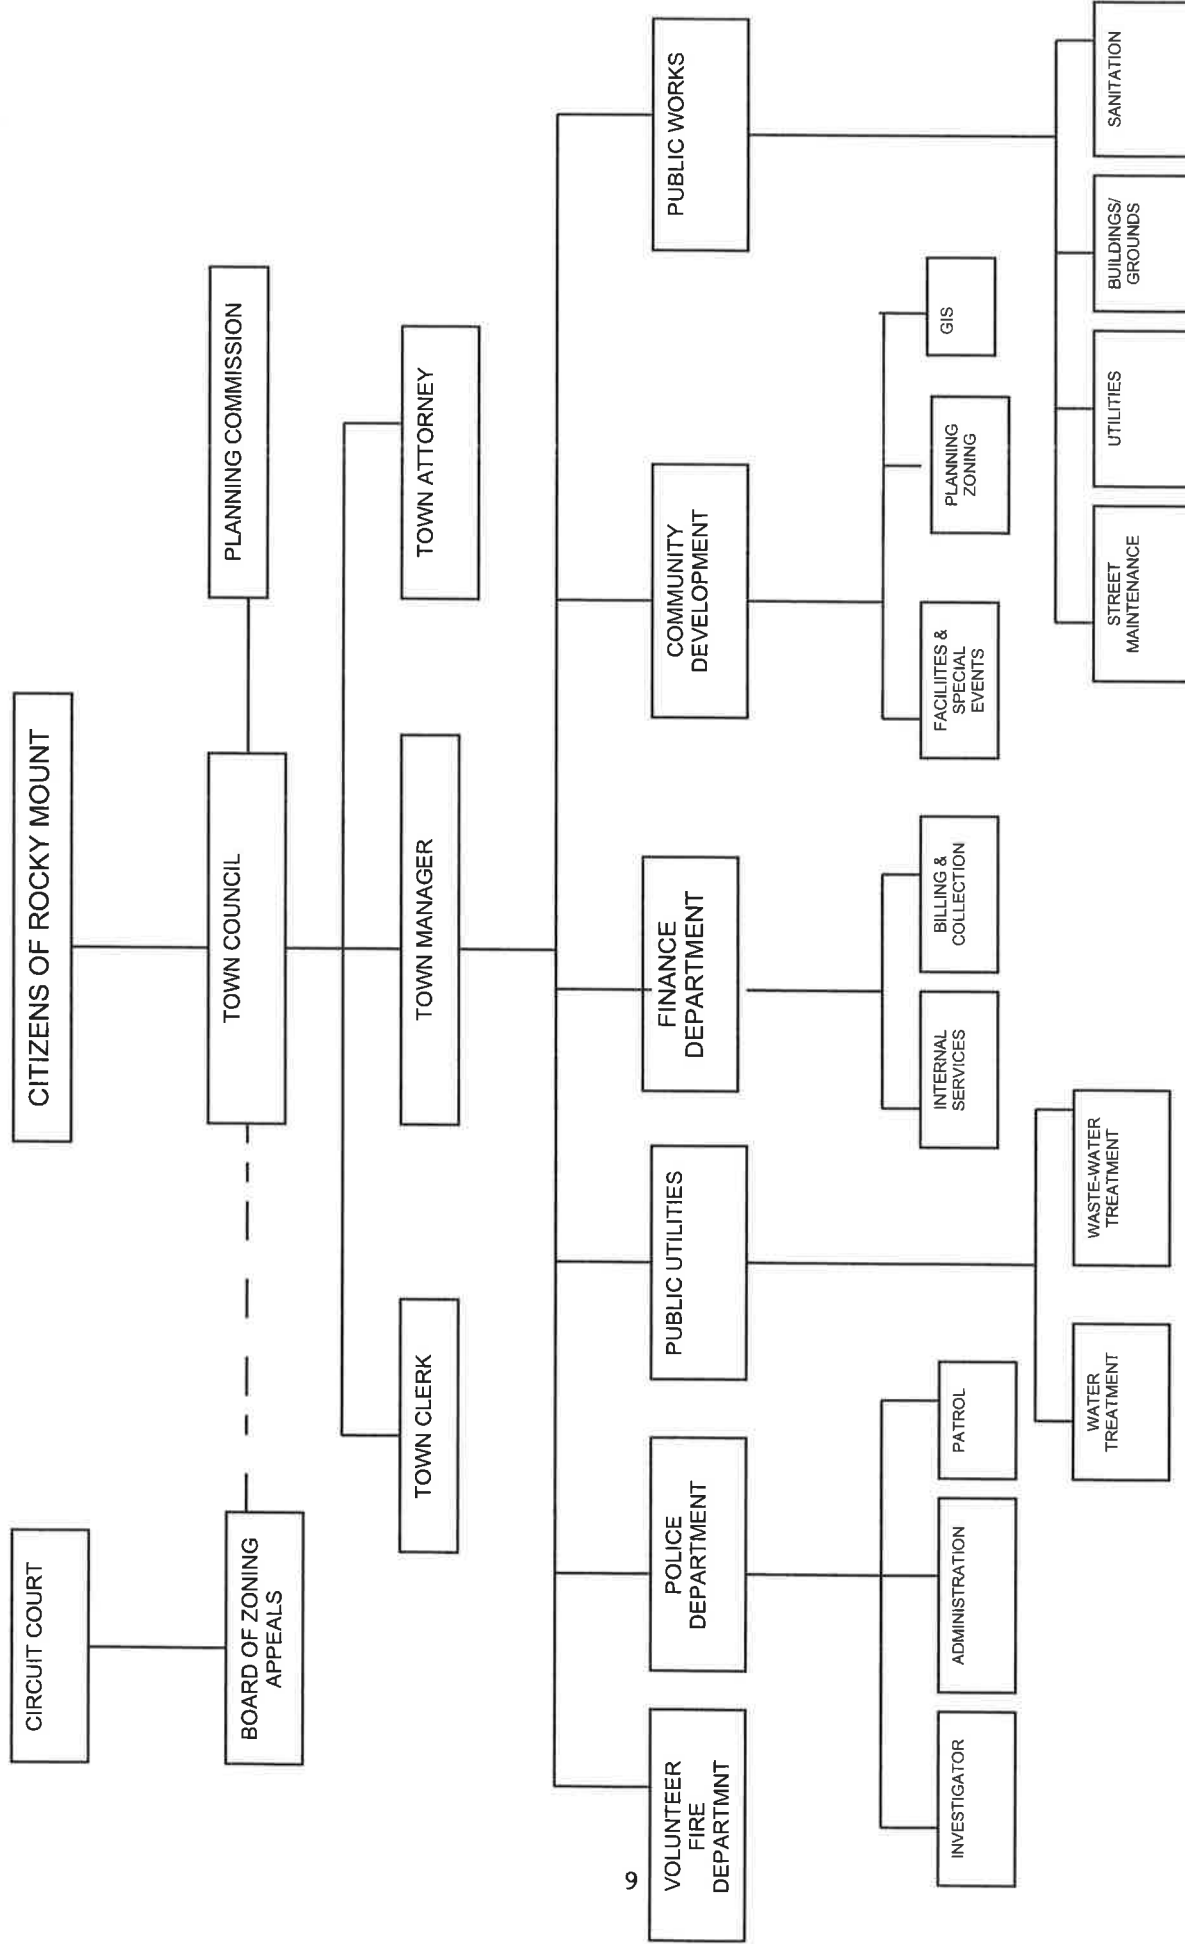 CIRCUIT COURT
CITIZENS OF ROCKY MOUNT
BOARD OF ZONING
APPEALS
TOWN COUNCIL
PLANNING COMMISSION
TOWN CLERK
TOWN MANAGER
TOWN ATTORNEY
VOLUNTEER
FIRE
DEPARTMNT
POLICE
DEPARTMENT
PUBLIC UTILITIES
FINANCE
DEPARTMENT
COMMUNITY
DEVELOPMENT
PUBLIC WORKS
INVESTIGATOR
ADMINISTRATION
PATROL
INTERNAL
SERVICES
BILLING &
COLLECTION
FACILIITES &
SPECIAL
EVENTS
PLANNING
ZONING
GIS
WATER
TREATMENT
WASTE-WATER
TREATMENT
STREET
MAINTENANCE
UTILITIES
BUILDINGS/
GROUNDS
SANITATION
9